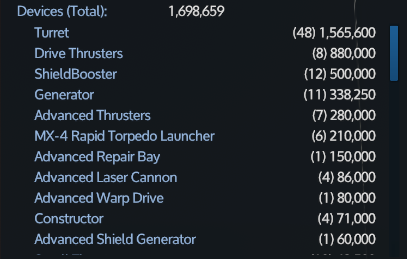 Devices (Total): 1,698,659
Turret (48) 1,565,600
Drive Thrusters (8) 880,000
ShieldBooster (12) 500,000
Generator (11) 338,250
Advanced Thrusters (7) 280,000
MX-4 Rapid Torpedo Launcher (6) 210,000
Advanced Repair Bay (1) 150,000
Advanced Laser Cannon (4) 86,000
Advanced Warp Drive (1) 80,000
Constructor (4) 71,000
Advanced Shield Generator (1) 60,000